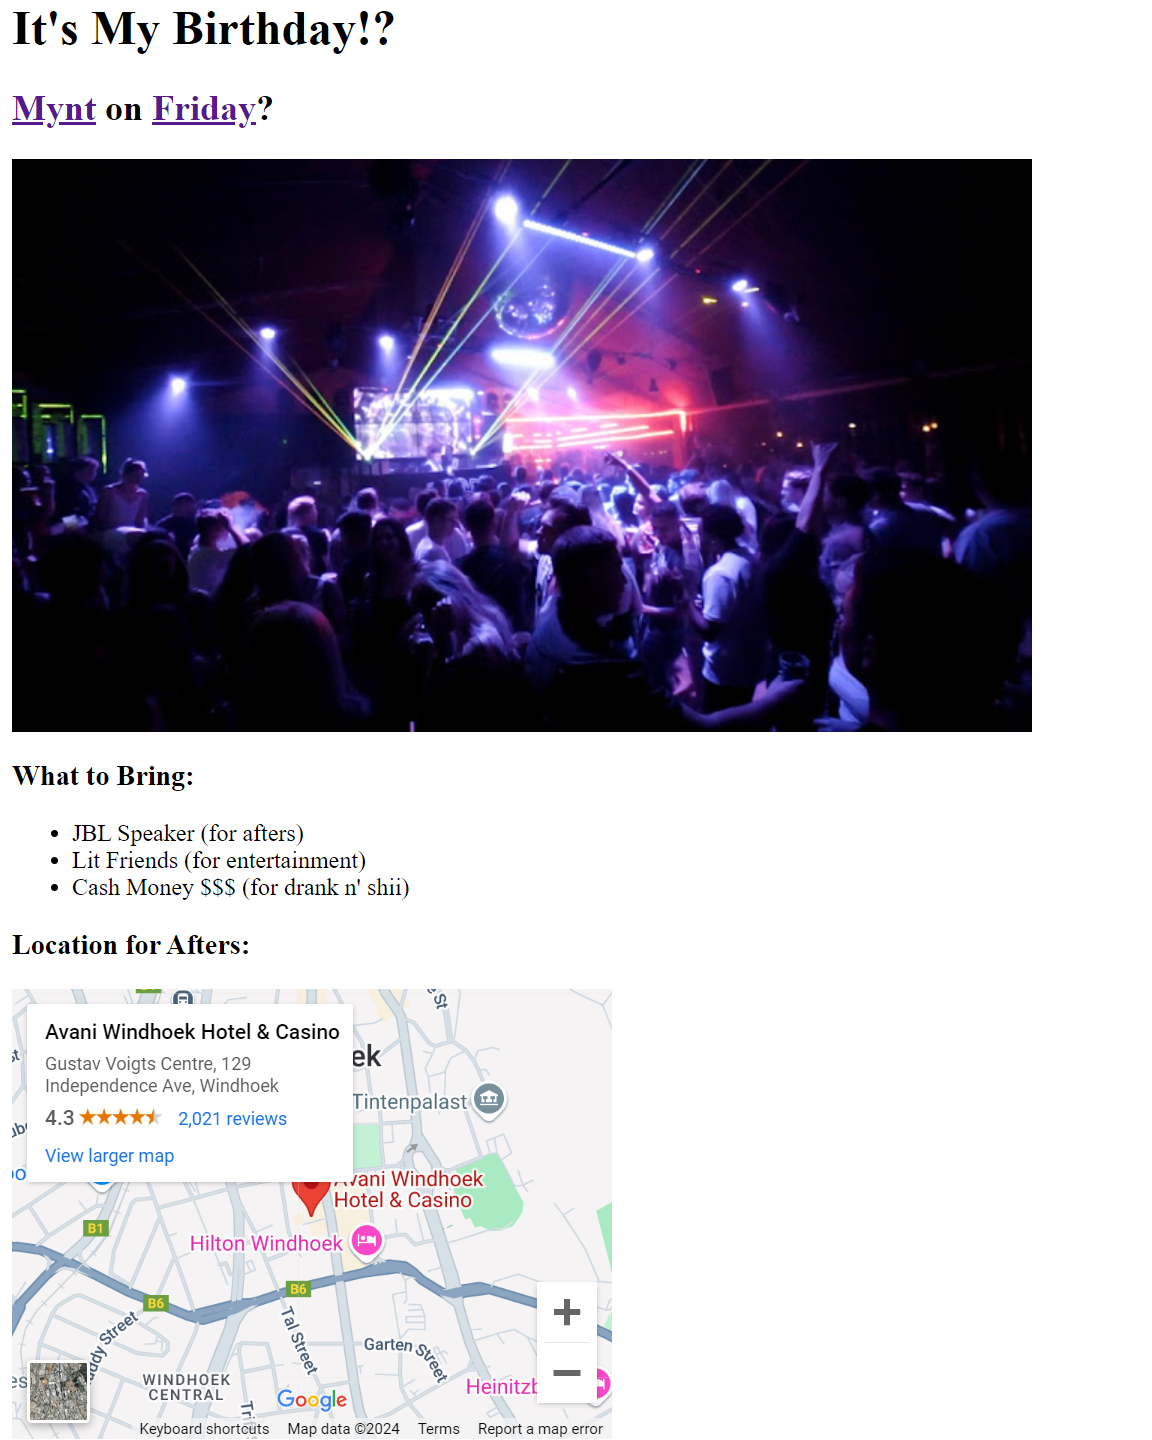 It's My Birthday!?
Mynt on Friday?
What to Bring:
JBL Speaker (for afters)
Lit Friends (for entertainment)
Cash Money $$$ (for drank n' shii)
Location for Afters:
Avani Windhoek Hotel & Casino
Gustav Voigts Centre, 129
Independence Ave, Windhoek
4.3 2,021 reviews
View larger map
ek
St
Tintenpalast
Avani Windhoek
Hotel & Casino
B1
Hilton Windhoek
B6
B6
Tal Street
Garten Street
uddy Street
WINDHOEK
CENTRAL
Google
Heinitzb
Keyboard shortcuts Map data ©2024 Terms Report a map error